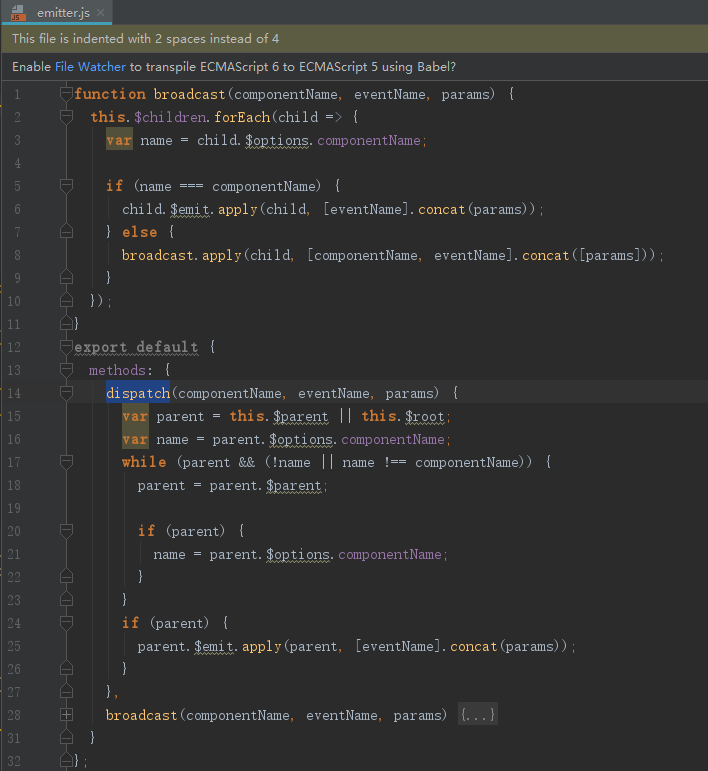 emitter.js
This file is indented with 2 spaces instead of 4
Enable File Watcher to transpile ECMAScript 6 to ECMAScript 5 using Babel?
1 function broadcast(componentName, eventName, params) {
2   this.$children.forEach(child => {
3     var name = child.$options.componentName;
4
5     if (name === componentName) {
6       child.$emit.apply(child, [eventName].concat(params));
7     } else {
8       broadcast.apply(child, [componentName, eventName].concat([params]));
9     }
10   });
11 }
12 export default {
13   methods: {
14     dispatch(componentName, eventName, params) {
15       var parent = this.$parent || this.$root;
16       var name = parent.$options.componentName;
17       while (parent && (!name || name !== componentName)) {
18         parent = parent.$parent;
19
20         if (parent) {
21           name = parent.$options.componentName;
22         }
23       }
24       if (parent) {
25         parent.$emit.apply(parent, [eventName].concat(params));
26       }
27     },
28     broadcast(componentName, eventName, params) {...}
31   }
32 };